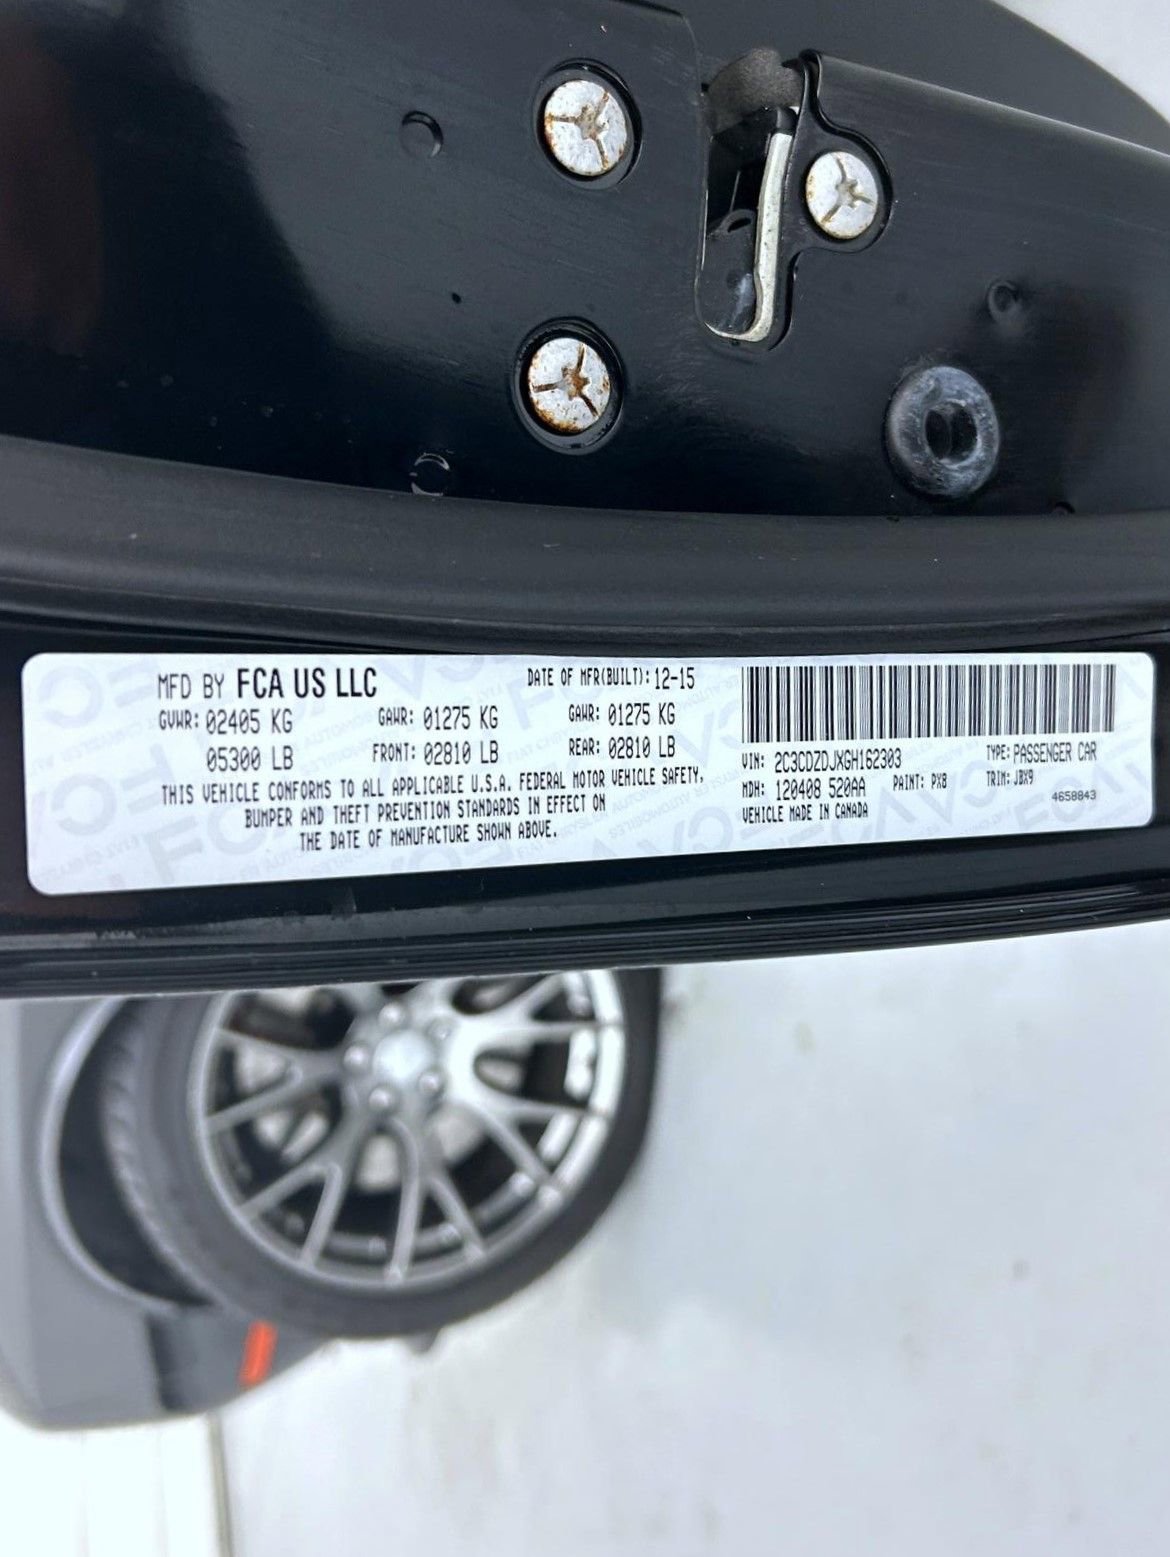 MFD BY FCA US LLC DATE OF MFR(BUILT): 12-15
GVWR: 02405 KG GAWR: 01275 KG GAWR: 01275 KG
05300 LB FRONT: 02810 LB REAR: 02810 LB
THIS VEHICLE CONFORMS TO ALL APPLICABLE U.S.A. FEDERAL MOTOR VEHICLE SAFETY,
BUMPER AND THEFT PREVENTION STANDARDS IN EFFECT ON
THE DATE OF MANUFACTURE SHOWN ABOVE.
VIN: 2C3CDZDJXGH162303 TYPE: PASSENGER CAR
MDH: 120408 520AA PAINT: PX8 TRIM: JBX9
VEHICLE MADE IN CANADA 4658843